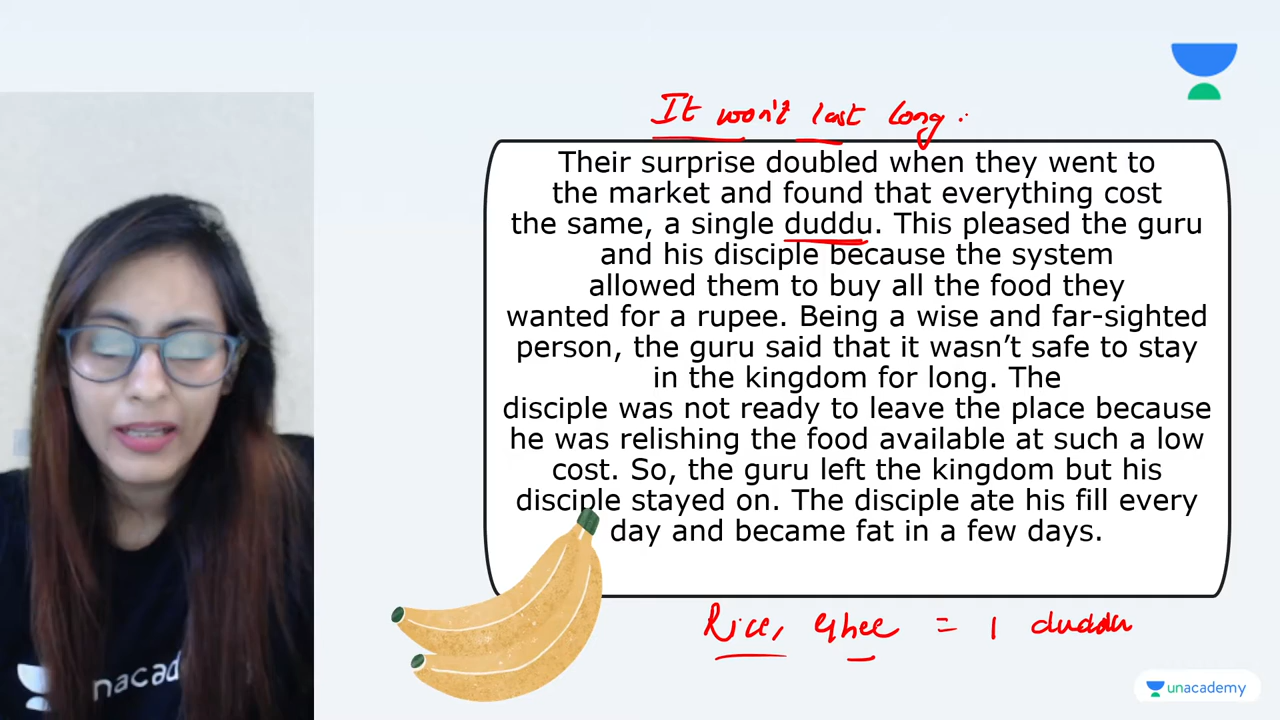 It won't last long.
Their surprise doubled when they went to
the market and found that everything cost
the same, a single duddu. This pleased the guru
and his disciple because the system
allowed them to buy all the food they
wanted for a rupee. Being a wise and far-sighted
person, the guru said that it wasn't safe to stay
in the kingdom for long. The
disciple was not ready to leave the place because
he was relishing the food available at such a low
cost. So, the guru left the kingdom but his
disciple stayed on. The disciple ate his fill every
day and became fat in a few days.
Rice, Ghee = 1 duddu
unacademy